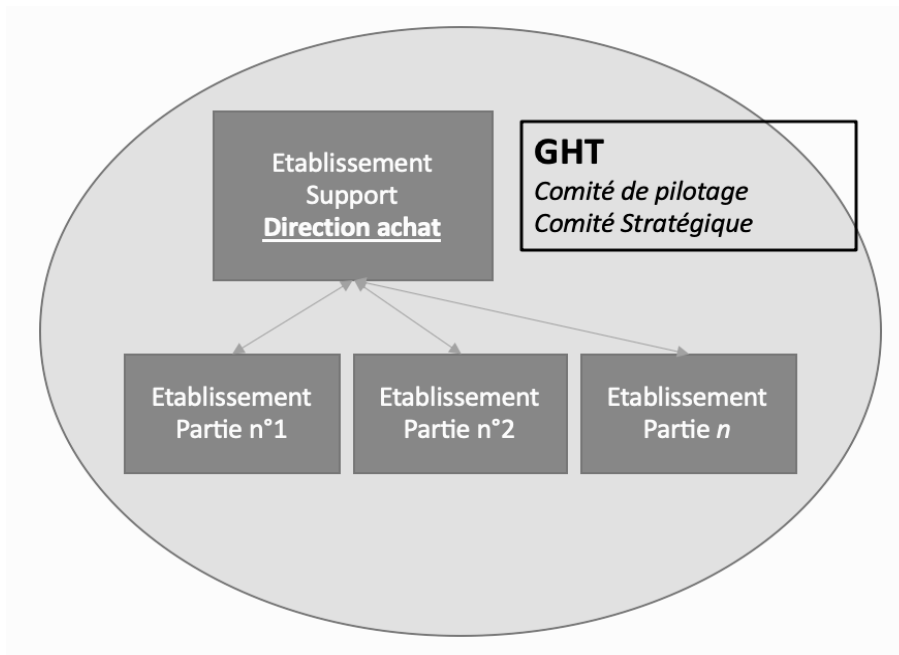 Etablissement
Support
Direction achat
GHT
Comité de pilotage
Comité Stratégique
Etablissement
Partie n°1
Etablissement
Partie n°2
Etablissement
Partie n